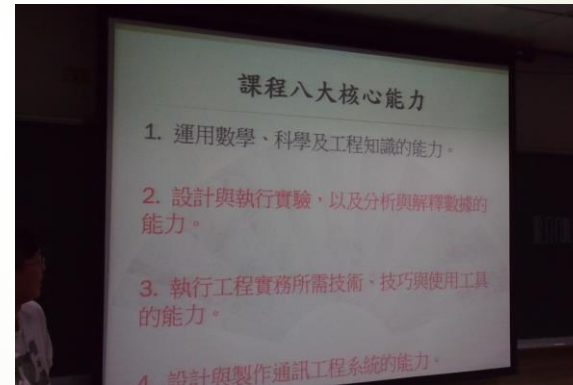 課程八大核心能力
1. 運用數學、科學及工程知識的能力。
2. 設計與執行實驗，以及分析與解釋數據的
能力。
3. 執行工程實務所需技術、技巧與使用工具
的能力。
4. 設計與製作通訊工程系統的能力。